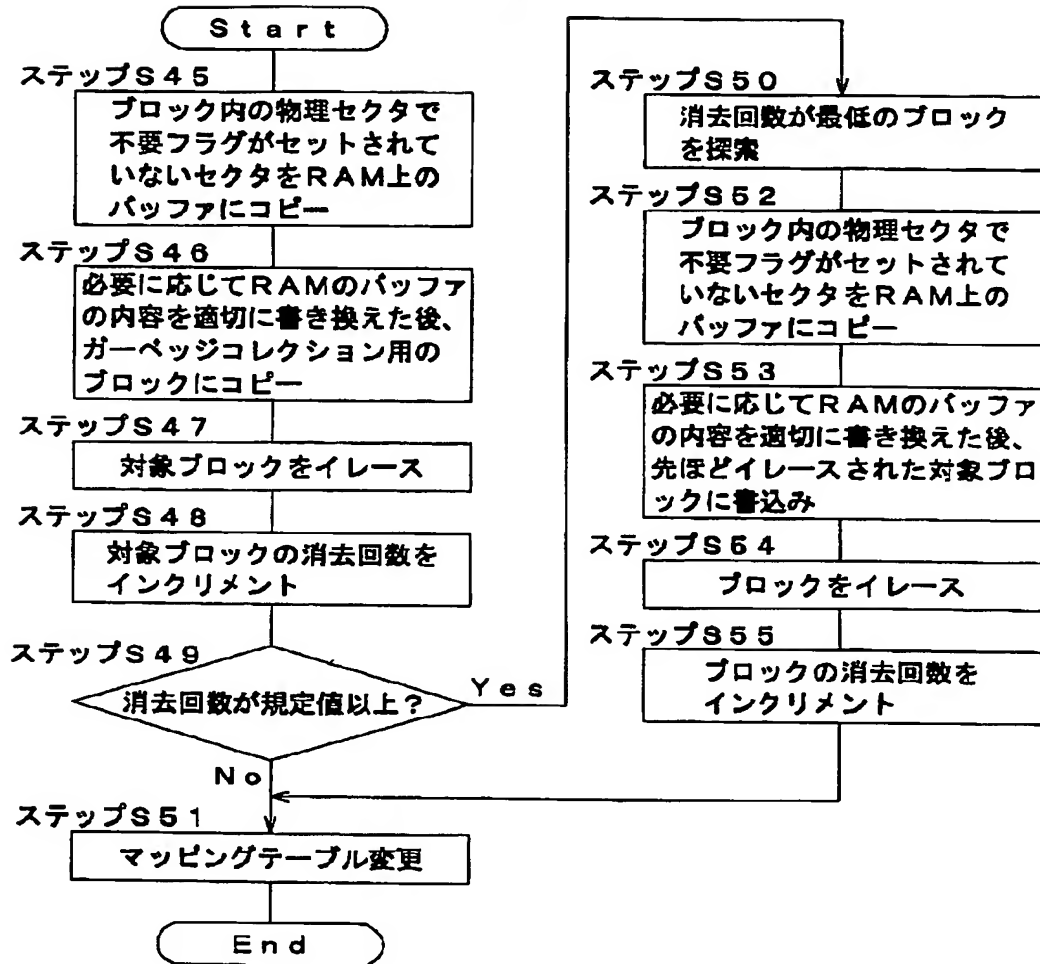 Start
ステップS45
ブロック内の物理セクタで
不要フラグがセットされて
いないセクタをRAM上の
バッファにコピー
ステップS46
必要に応じてRAMのバッファ
の内容を適切に書き換えた後、
ガーベッジコレクション用の
ブロックにコピー
ステップS47
対象ブロックをイレース
ステップS48
対象ブロックの消去回数を
インクリメント
ステップS49
消去回数が規定値以上？
Yes
No
ステップS51
マッピングテーブル変更
End
ステップS50
消去回数が最低のブロック
を探索
ステップS52
ブロック内の物理セクタで
不要フラグがセットされて
いないセクタをRAM上の
バッファにコピー
ステップS53
必要に応じてRAMのバッファ
の内容を適切に書き換えた後、
先ほどイレースされた対象ブロ
ックに書込み
ステップS54
ブロックをイレース
ステップS55
ブロックの消去回数を
インクリメント